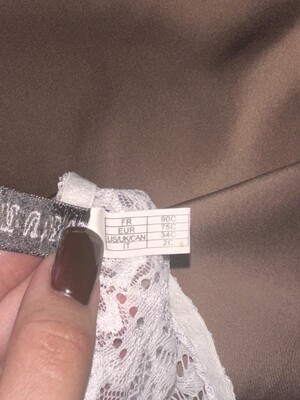 FR 90C
EUR 75C
US/UK/CAN 34C
IT 2C